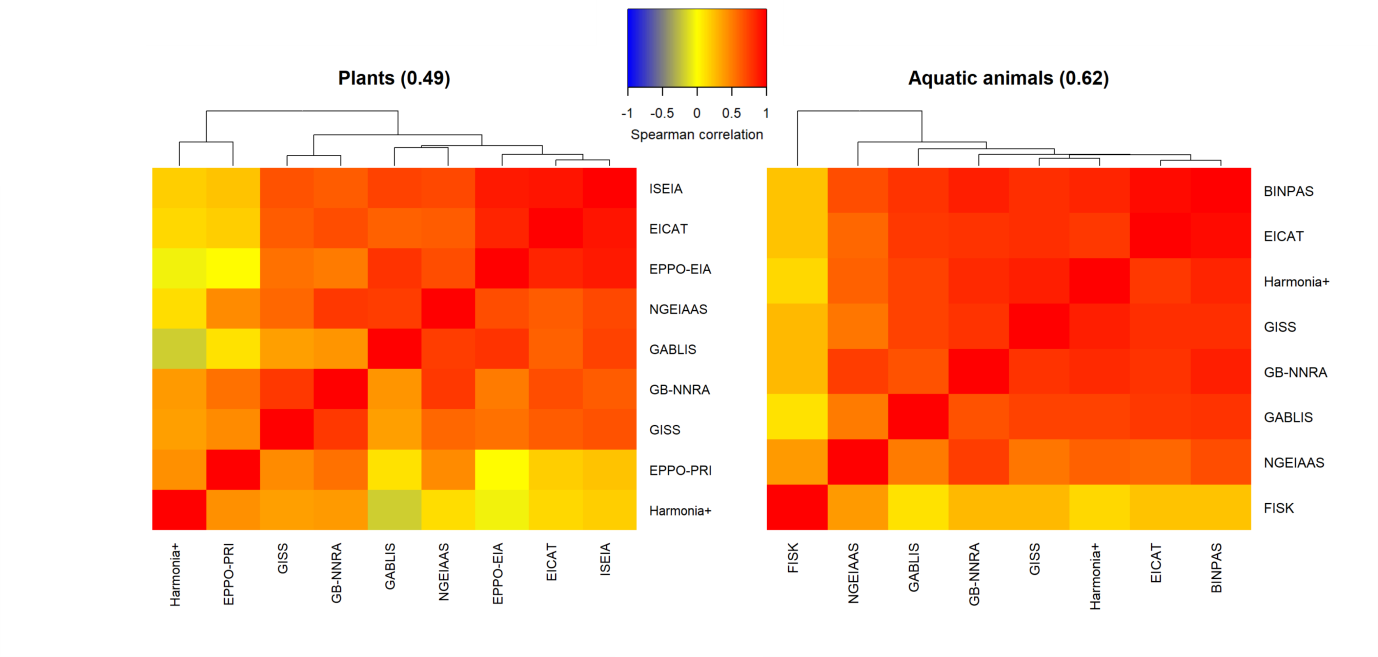 Plants (0.49)
-1 -0.5 0 0.5 1
Spearman correlation
Aquatic animals (0.62)
ISEIA
EICAT
EPPO-EIA
NGEIAAS
GABLIS
GB-NNRA
GISS
EPPO-PRI
Harmonia+
Harmonia+
EPPO-PRI
GISS
GB-NNRA
GABLIS
NGEIAAS
EPPO-EIA
EICAT
ISEIA
BINPAS
EICAT
Harmonia+
GISS
GB-NNRA
GABLIS
NGEIAAS
FISK
FISK
NGEIAAS
GABLIS
GB-NNRA
GISS
Harmonia+
EICAT
BINPAS